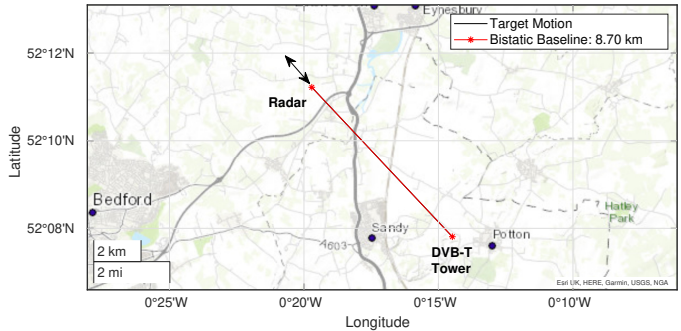 Eynesbury
Target Motion
Bistatic Baseline: 8.70 km
52°12'N
Radar
52°10'N
Latitude
Bedford
Hatley
Park
52°08'N
Sandy
Potton
A603
DVB-T
Tower
2 km
2 mi
Esri UK, HERE, Garmin, USGS, NGA
0°25'W
0°20'W
0°15'W
0°10'W
Longitude